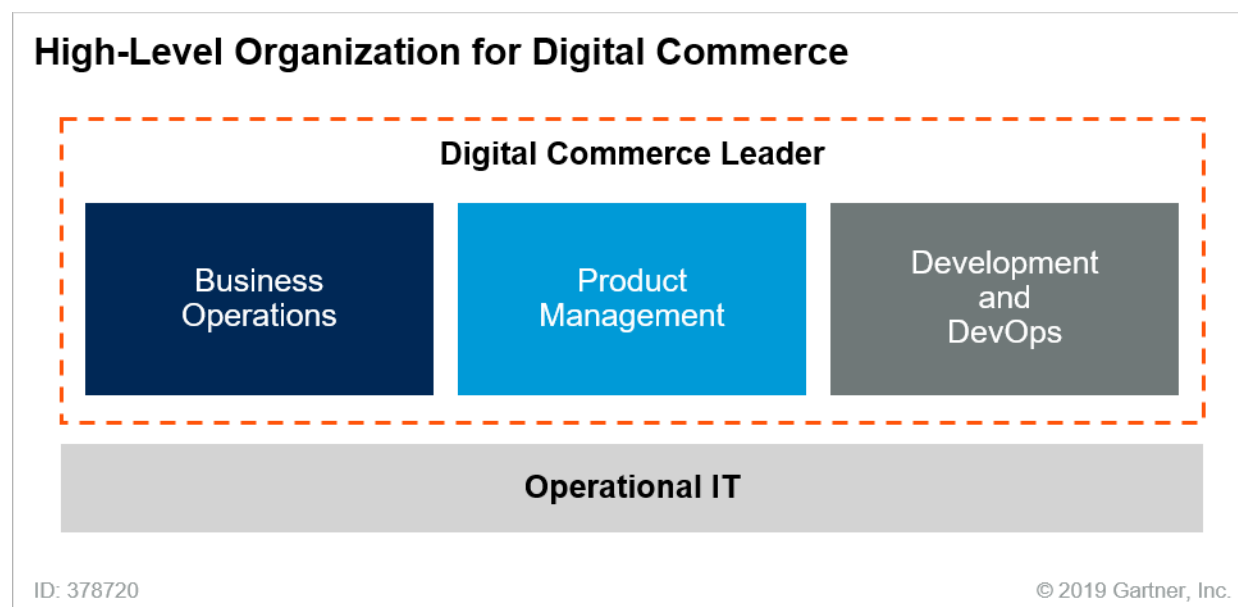 High-Level Organization for Digital Commerce
Digital Commerce Leader
Business
Operations
Product
Management
Development
and
DevOps
Operational IT
ID: 378720
© 2019 Gartner, Inc.